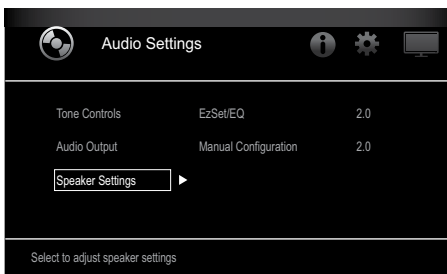 Audio Settings
Tone Controls EzSet/EQ 2.0
Audio Output Manual Configuration 2.0
Speaker Settings
Select to adjust speaker settings